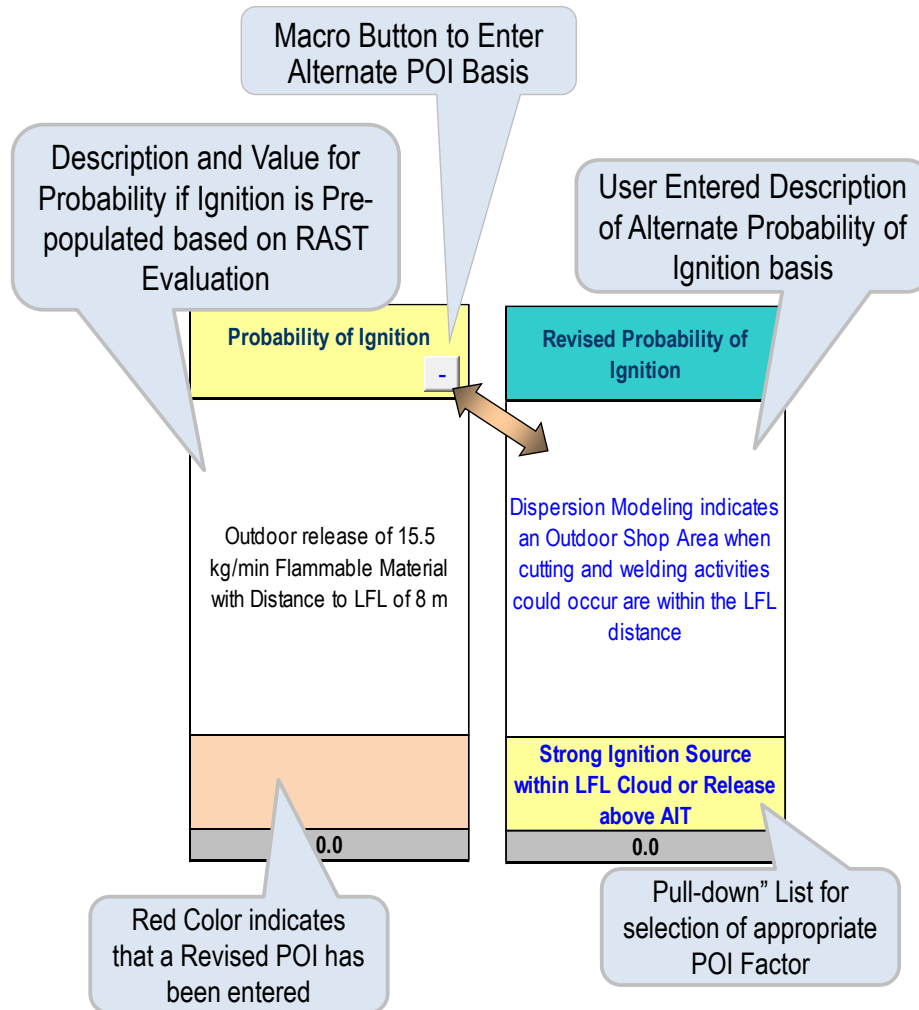 Macro Button to Enter
Alternate POI Basis
Description and Value for
Probability if Ignition is Pre-
populated based on RAST
Evaluation
User Entered Description
of Alternate Probability of
Ignition basis
Probability of Ignition
-
Revised Probability of
Ignition
Outdoor release of 15.5
kg/min Flammable Material
with Distance to LFL of 8 m
Dispersion Modeling indicates
an Outdoor Shop Area when
cutting and welding activities
could occur are within the LFL
distance
Strong Ignition Source
within LFL Cloud or Release
above AIT
0.0
0.0
Red Color indicates
that a Revised POI has
been entered
Pull-down” List for
selection of appropriate
POI Factor